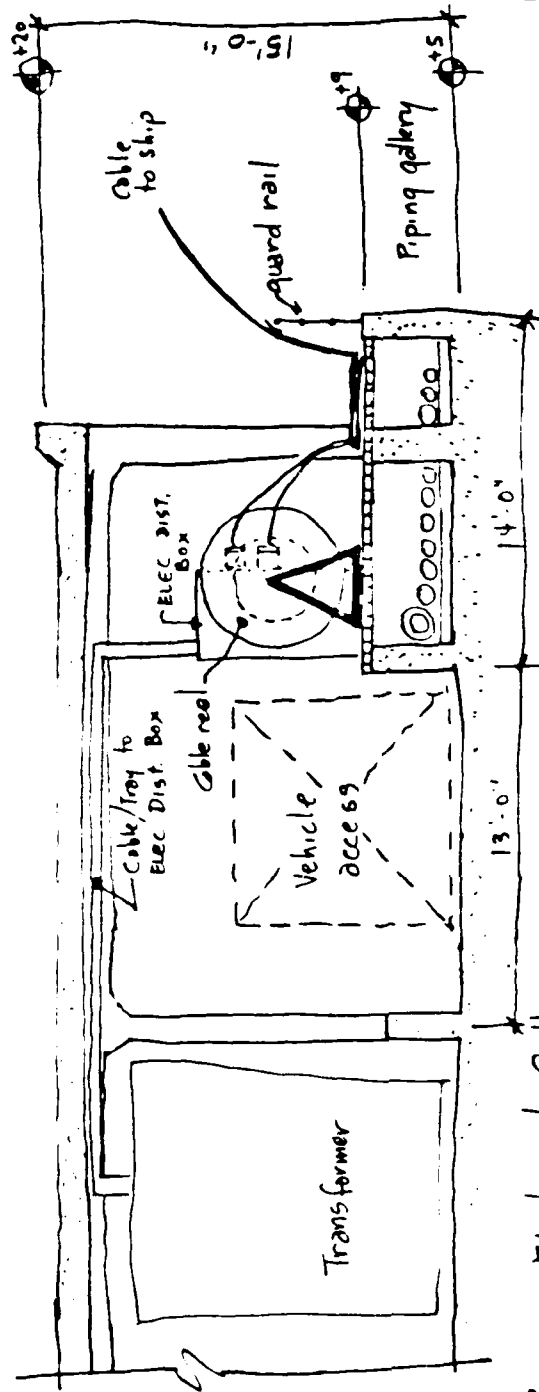 +20
15'-0"
+9
+5
Cable
to ship
guard rail
Piping gallery
ELEC DIST.
Box
Cable reel
Cable/Tray to
ELEC Dist. Box
Vehicle
access
Transformer
13'-0"
14'-0"